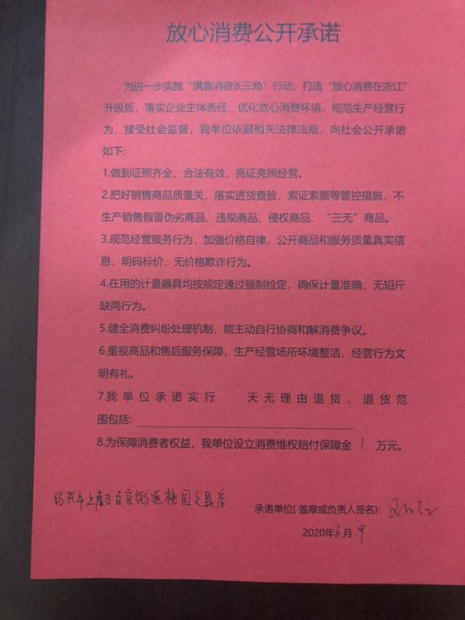 放心消费公开承诺
为进一步实施“满意消费长三角”行动，打造“放心消费在浙江”
升级版，落实企业主体责任，优化放心消费环境，规范生产经营行
为，接受社会监督，我单位依据相关法律法规，向社会公开承诺
如下:
1.做到证照齐全、合法有效，亮证亮照经营。
2.把好销售商品质量关，落实进货查验、索证索票等管控措施，不
生产销售假冒伪劣商品、违规商品、侵权商品、“三无”商品。
3.规范经营服务行为，加强价格自律，公开商品和服务质量真实信
息，明码标价，无价格欺诈行为。
4.在用的计量器具均按规定通过强制检定，确保计量准确，无短斤
缺两行为。
5.健全消费纠纷处理机制，能主动自行协商和解消费争议。
6.重视商品和售后服务保障，生产经营场所环境整洁，经营行为文
明有礼。
7.我单位承诺实行 天无理由退货，退货范
围包括:
8.为保障消费者权益，我单位设立消费维权赔付保障金 1 万元。
绍兴市上虞区百官街道 文具店
承诺单位(盖章或负责人签名):
2020年6月9